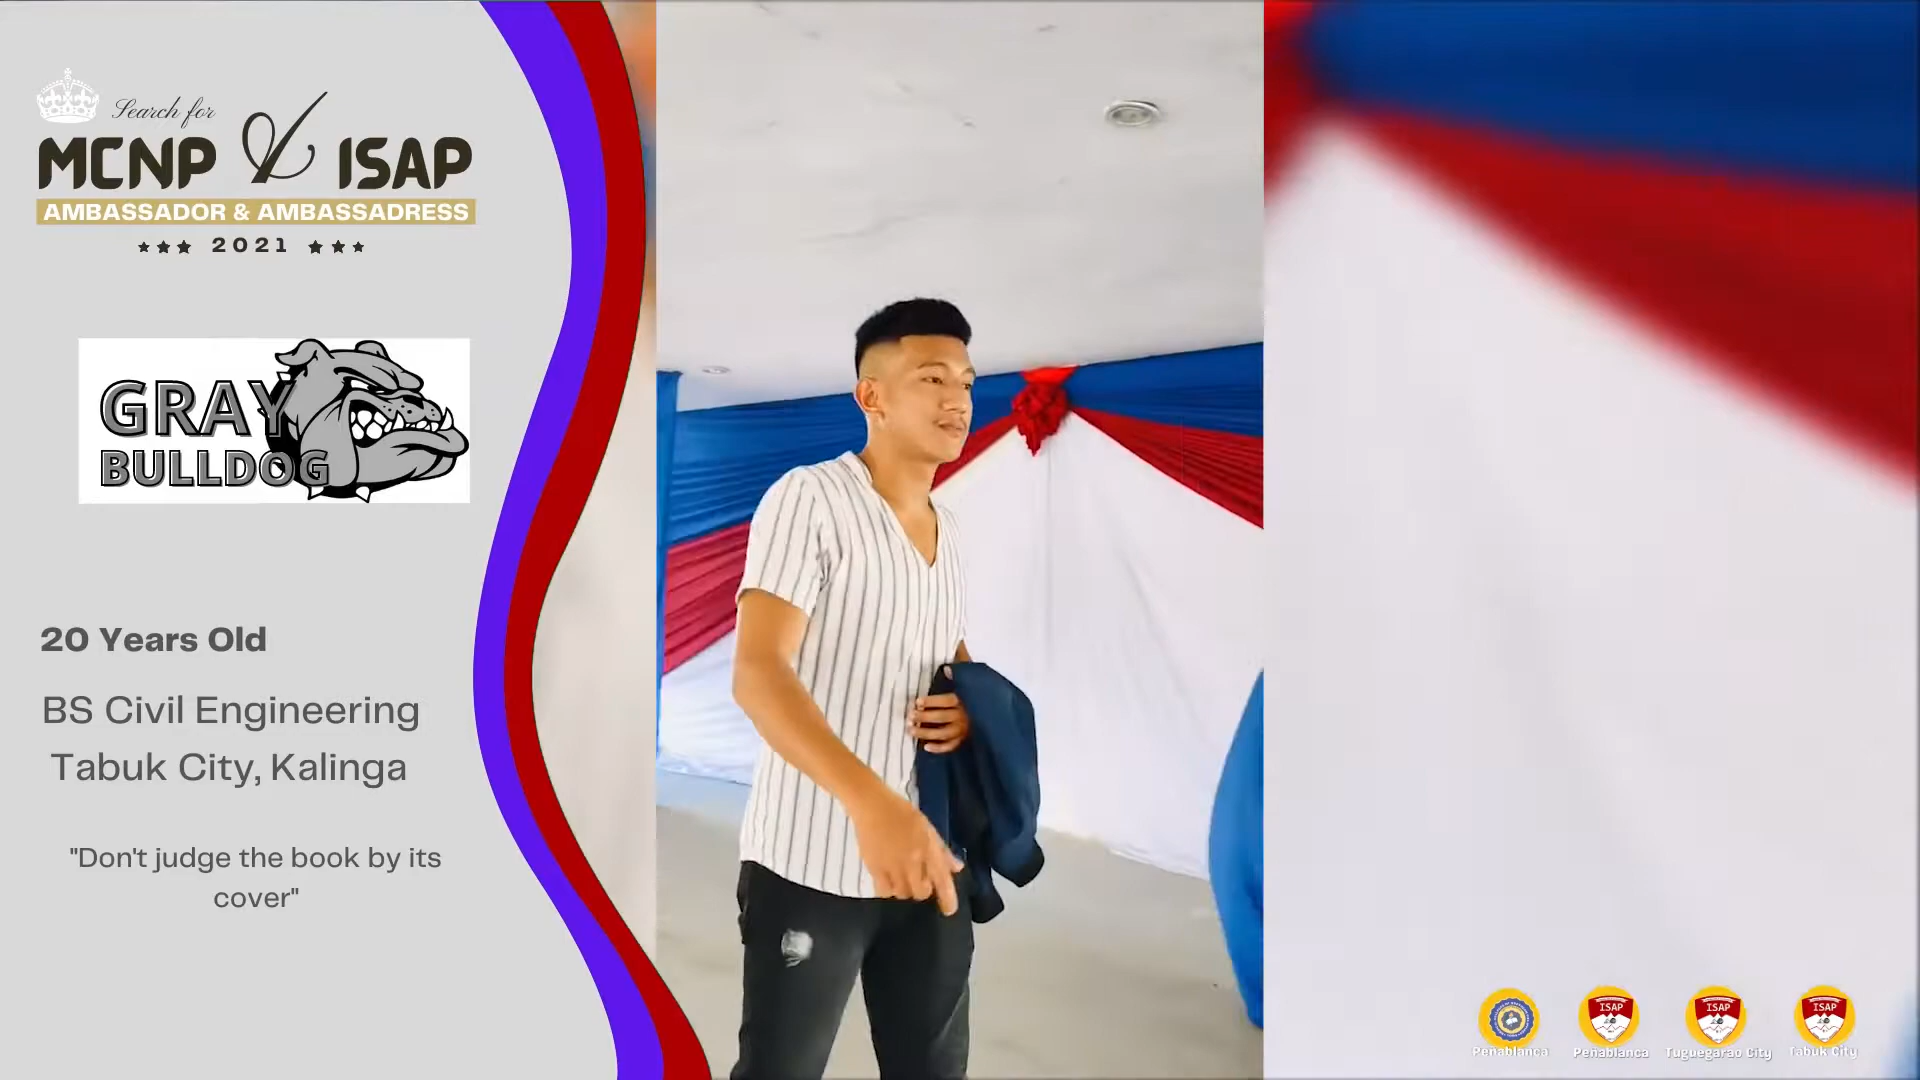 Search for
MCNP & ISAP
AMBASSADOR & AMBASSADRESS
2021
GRAY
BULLDOG
20 Years Old
BS Civil Engineering
Tabuk City, Kalinga
"Don't judge the book by its
cover"
ISAP
ISAP
ISAP
Peñablanca
Peñablanca
Tuguegarao City
Tabuk City